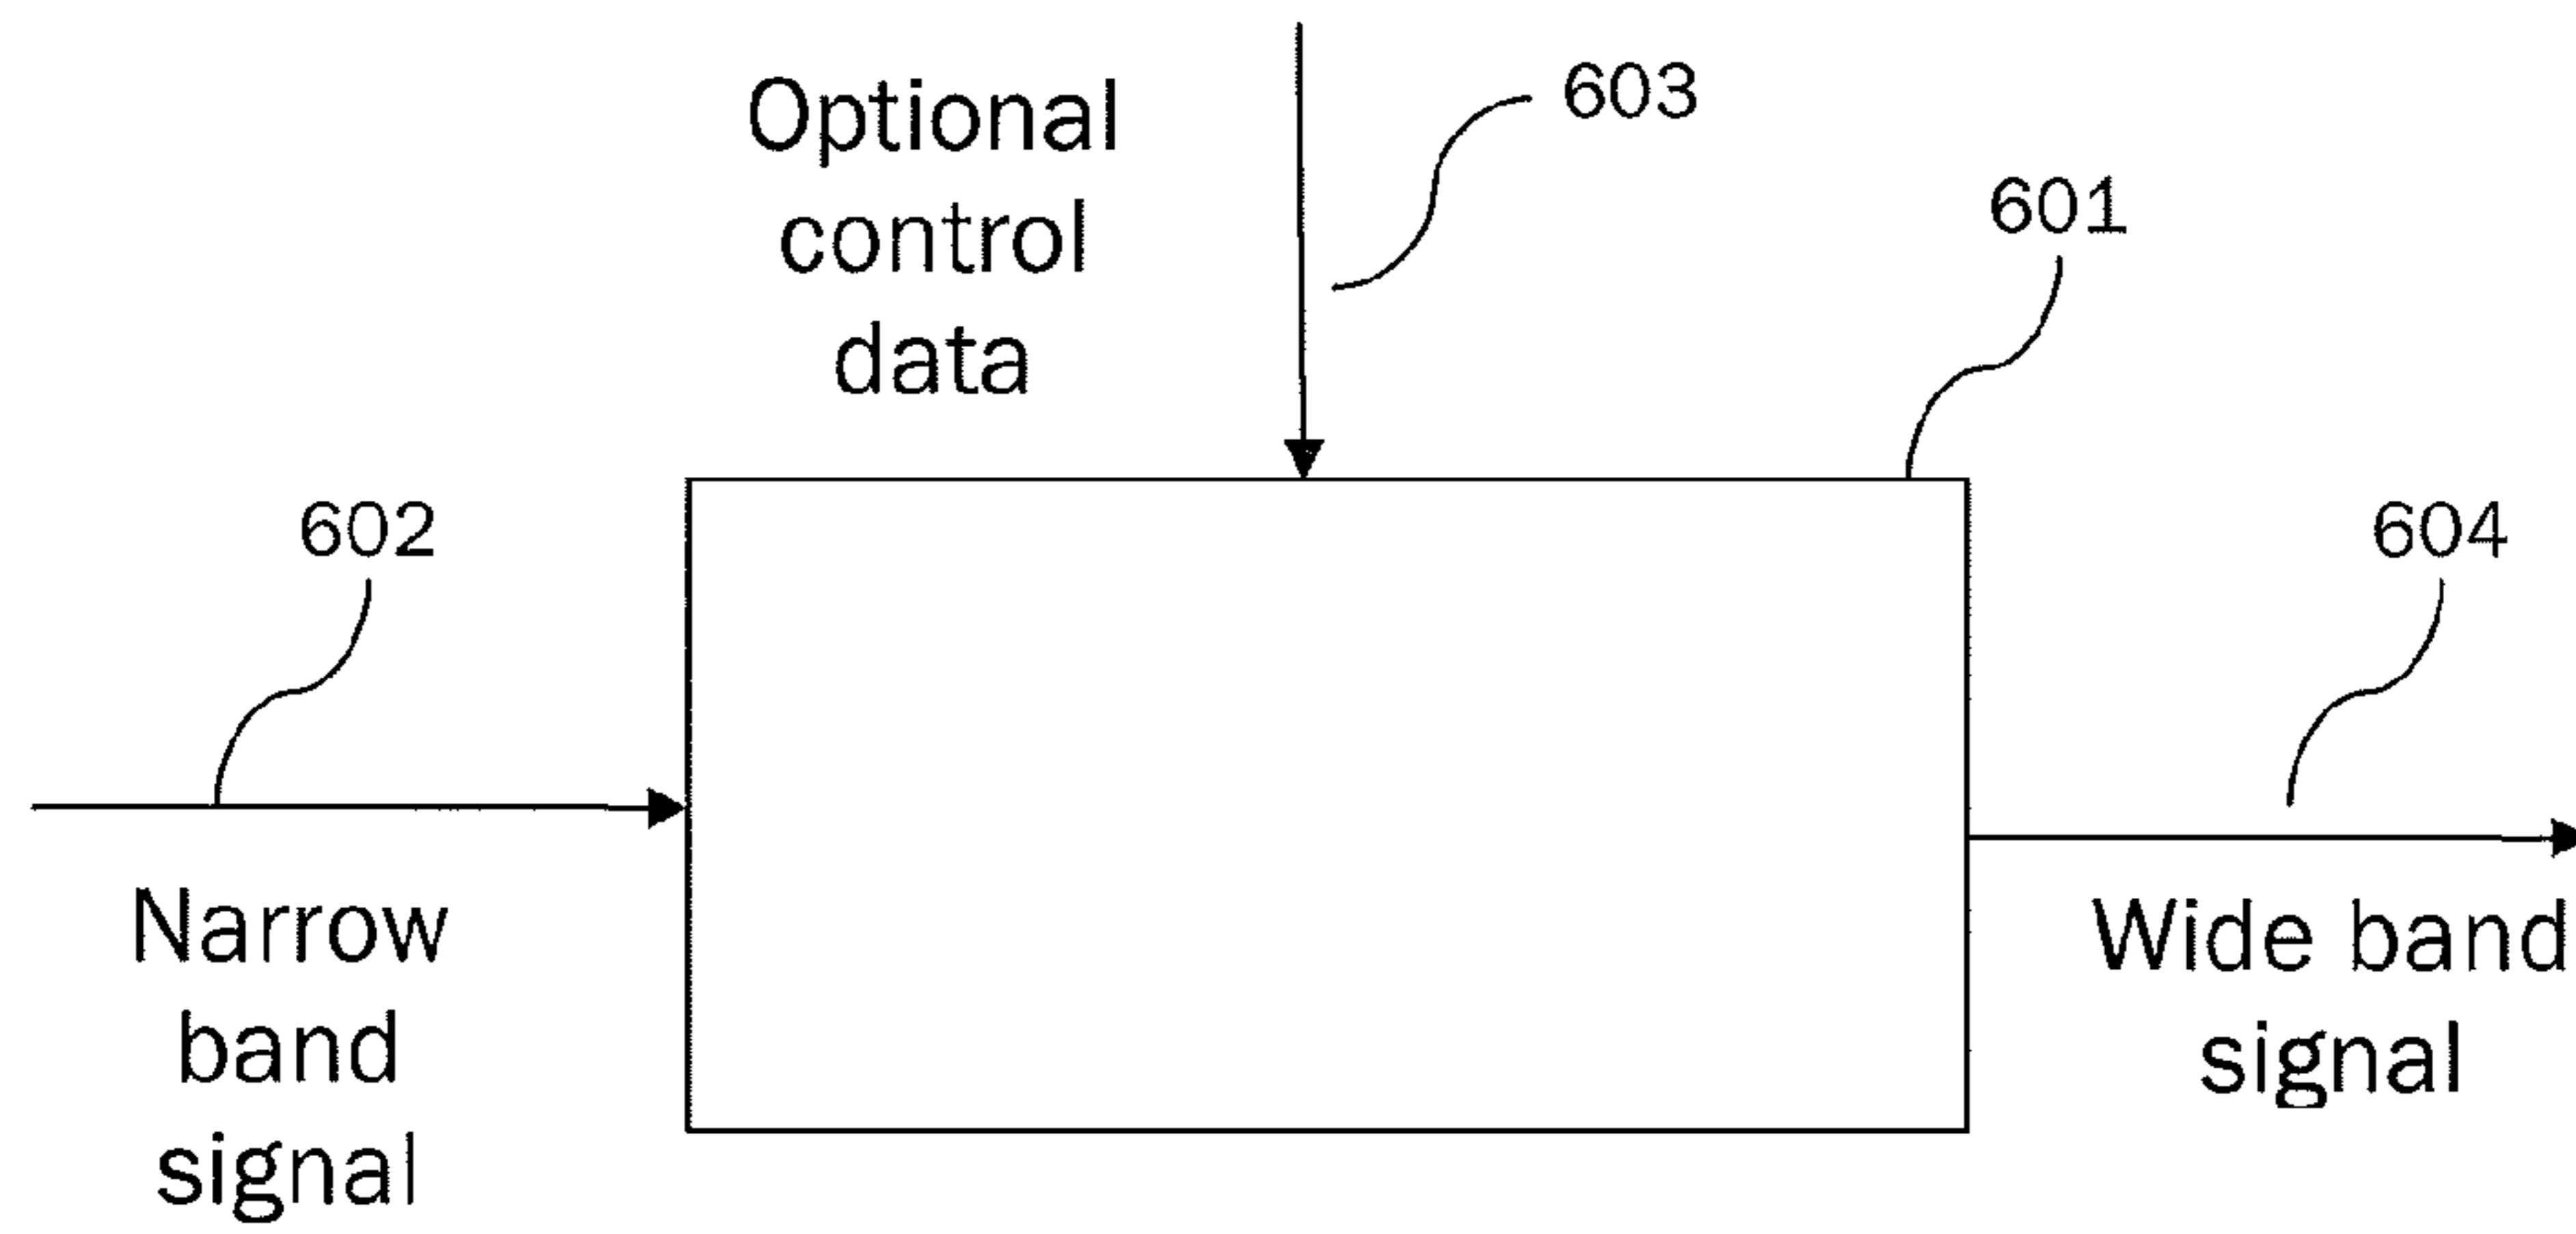 Optional
control
data
603
601
602
604
Narrow
band
signal
Wide band
signal